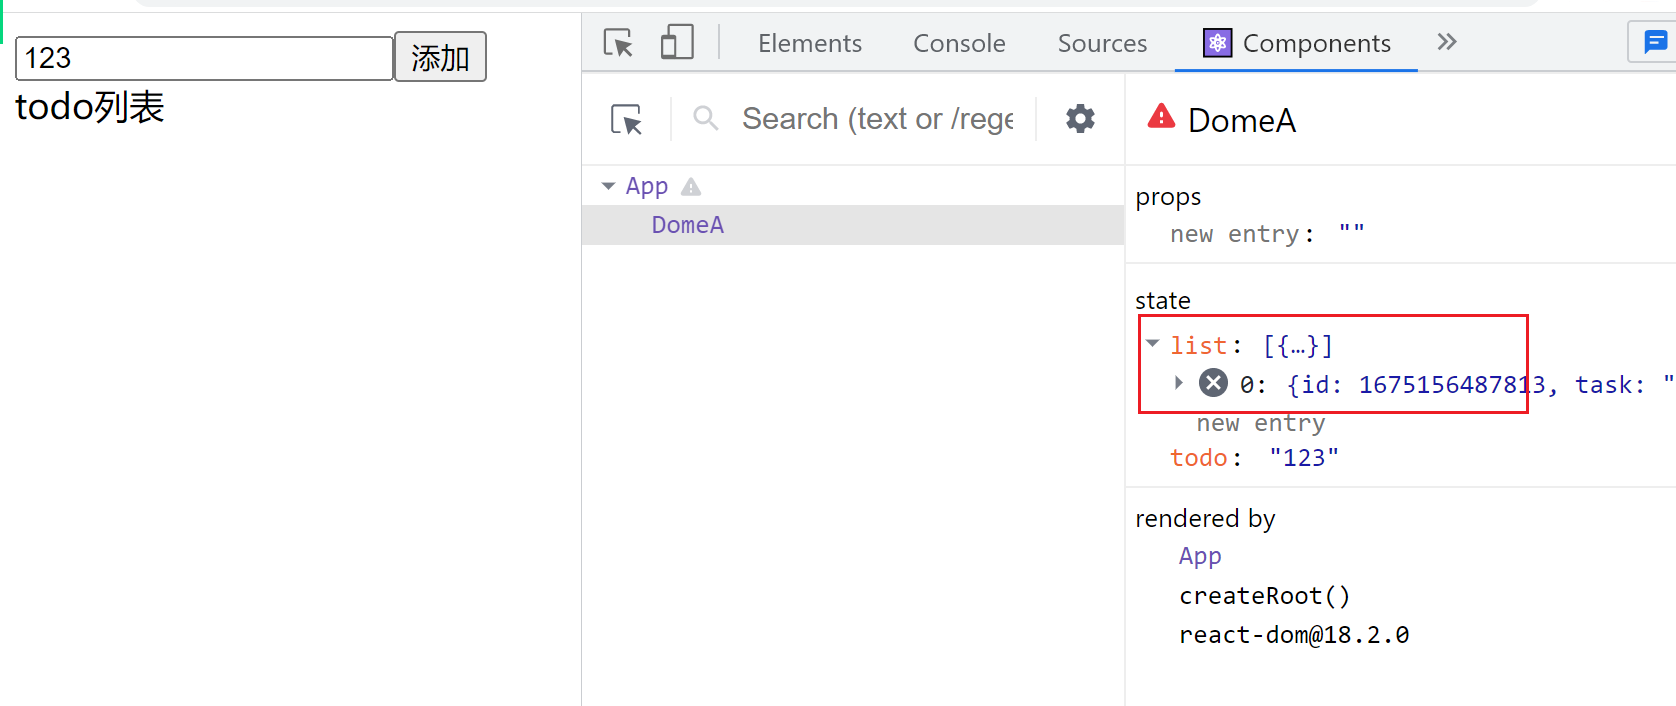 123
添加
todo列表
Elements
Console
Sources
Components
Search (text or /rege
App
DomeA
DomeA
props
new entry: ""
state
list: [{…}]
0: {id: 1675156487813, task: "
new entry
todo: "123"
rendered by
App
createRoot()
react-dom@18.2.0